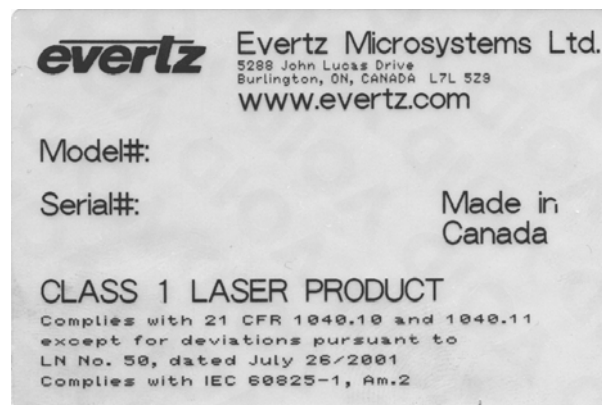 evertz
Evertz Microsystems Ltd.
5288 John Lucas Drive
Burlington, ON, CANADA L7L 5Z9
www.evertz.com
Model#:
Serial#:
Made in
Canada
CLASS 1 LASER PRODUCT
Complies with 21 CFR 1040.10 and 1040.11
except for deviations pursuant to
LN No. 50, dated July 26/2001
Complies with IEC 60825-1, Am.2